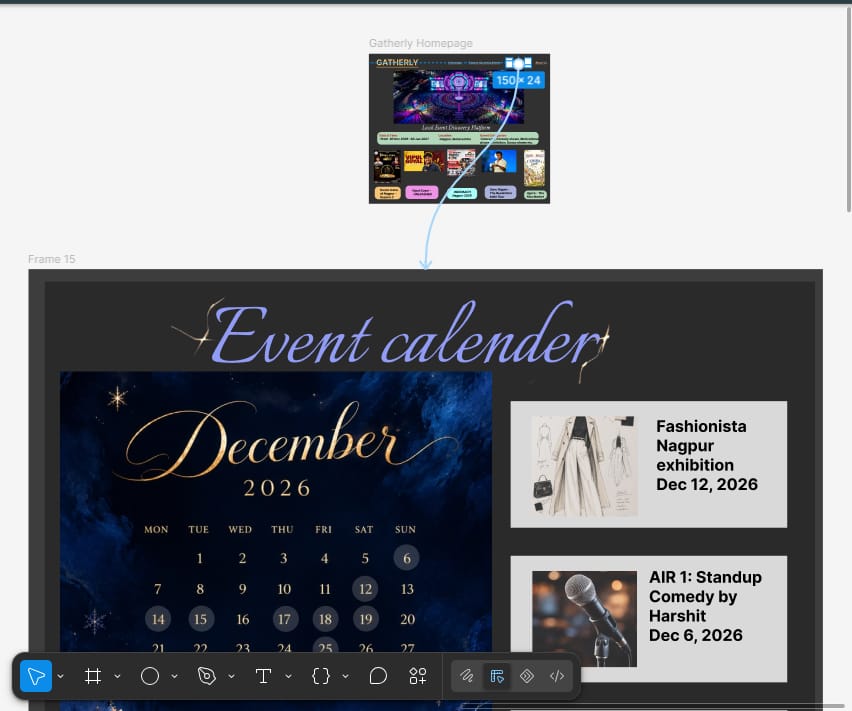 Gatherly Homepage
GATHERLY
150 × 24
Local Event Discovery Platform
Frame 15
Event calender
December
2026
MON TUE WED THU FRI SAT SUN
1 2 3 4 5 6
7 8 9 10 11 12 13
14 15 16 17 18 19 20
21 22 23 24 25 26 27
Fashionista
Nagpur
exhibition
Dec 12, 2026
AIR 1: Standup
Comedy by
Harshit
Dec 6, 2026